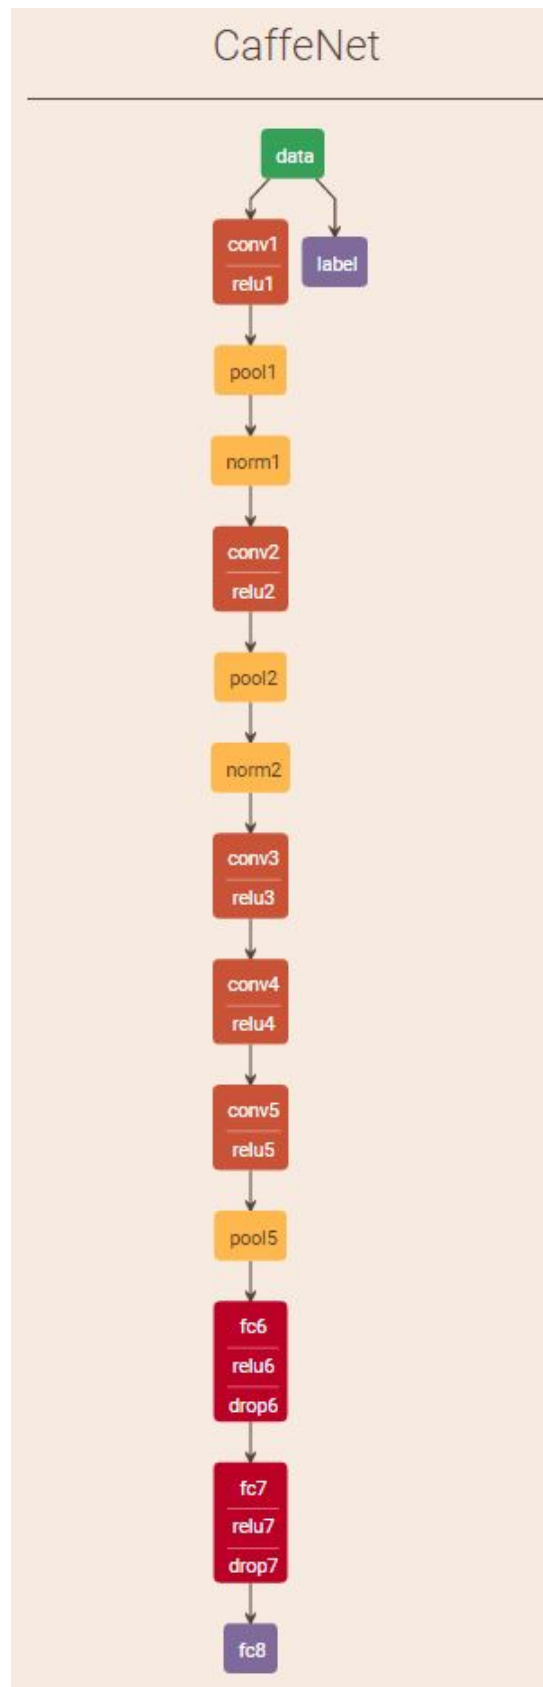 CaffeNet
data
conv1
label
relu1
pool1
norm1
conv2
relu2
pool2
norm2
conv3
relu3
conv4
relu4
conv5
relu5
pool5
fc6
relu6
drop6
fc7
relu7
drop7
fc8